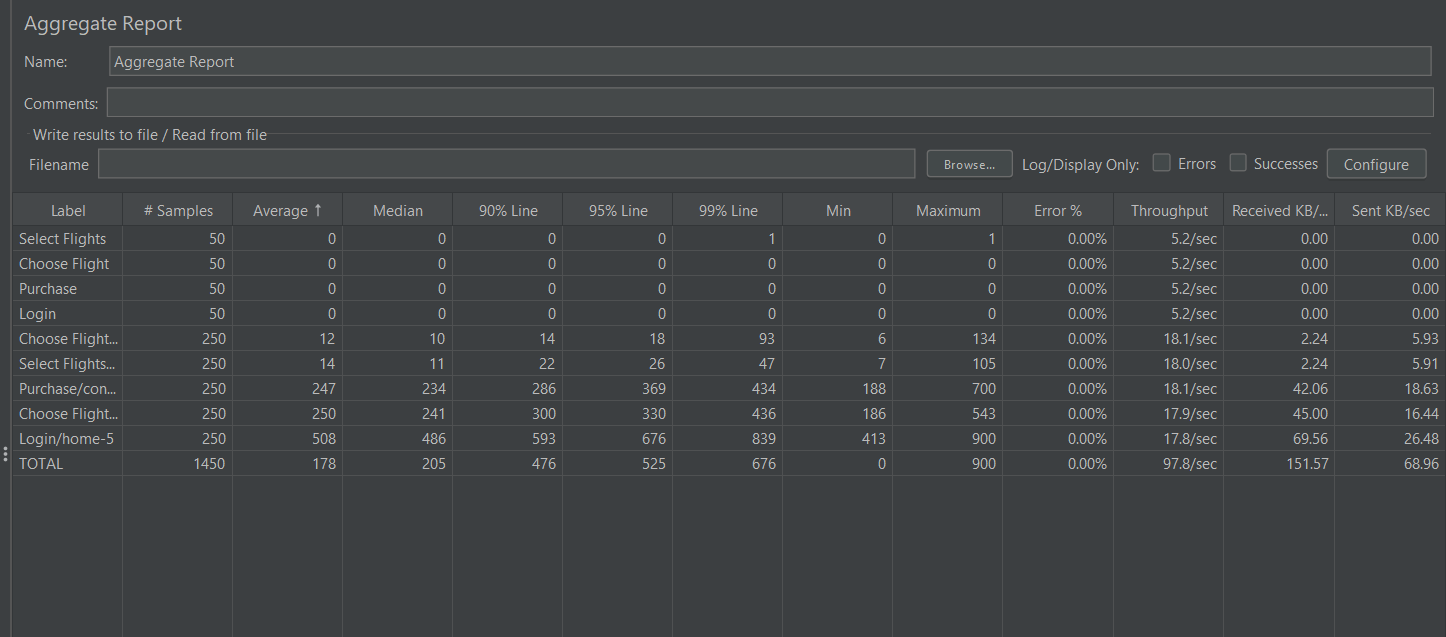 Aggregate Report
Name: Aggregate Report
Comments:
Write results to file / Read from file
Filename Browse... Log/Display Only: Errors Successes Configure
Label # Samples Average ↑ Median 90% Line 95% Line 99% Line Min Maximum Error % Throughput Received KB/... Sent KB/sec
Select Flights 50 0 0 0 0 1 0 1 0.00% 5.2/sec 0.00 0.00
Choose Flight 50 0 0 0 0 0 0 0 0.00% 5.2/sec 0.00 0.00
Purchase 50 0 0 0 0 0 0 0 0.00% 5.2/sec 0.00 0.00
Login 50 0 0 0 0 0 0 0 0.00% 5.2/sec 0.00 0.00
Choose Flight... 250 12 10 14 18 93 6 134 0.00% 18.1/sec 2.24 5.93
Select Flights... 250 14 11 22 26 47 7 105 0.00% 18.0/sec 2.24 5.91
Purchase/con... 250 247 234 286 369 434 188 700 0.00% 18.1/sec 42.06 18.63
Choose Flight... 250 250 241 300 330 436 186 543 0.00% 17.9/sec 45.00 16.44
Login/home-5 250 508 486 593 676 839 413 900 0.00% 17.8/sec 69.56 26.48
TOTAL 1450 178 205 476 525 676 0 900 0.00% 97.8/sec 151.57 68.96